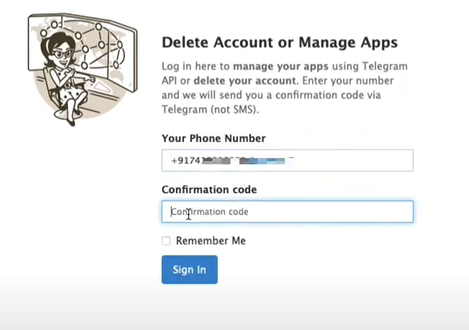 Delete Account or Manage Apps
Log in here to manage your apps using Telegram
API or delete your account. Enter your number
and we will send you a confirmation code via
Telegram (not SMS).
Your Phone Number
+9174
Confirmation code
Confirmation code
Remember Me
Sign In